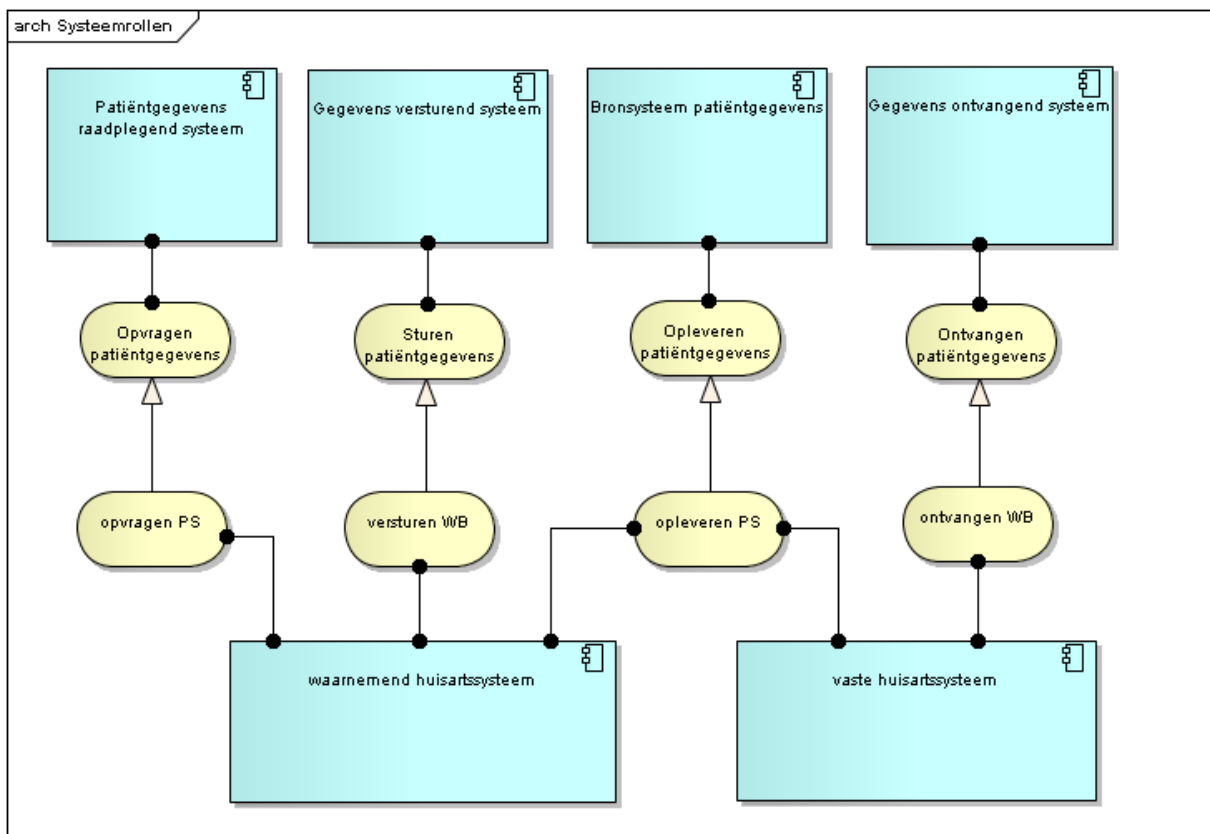 arch Systeemrollen
Patiëntgegevens
raadplegend systeem
Gegevens versturend systeem
Bronsysteem patiëntgegevens
Gegevens ontvangend systeem
Opvragen
patiëntgegevens
Sturen
patiëntgegevens
Opleveren
patiëntgegevens
Ontvangen
patiëntgegevens
opvragen PS
versturen WB
opleveren PS
ontvangen WB
waarnemend huisartssysteem
vaste huisartssysteem